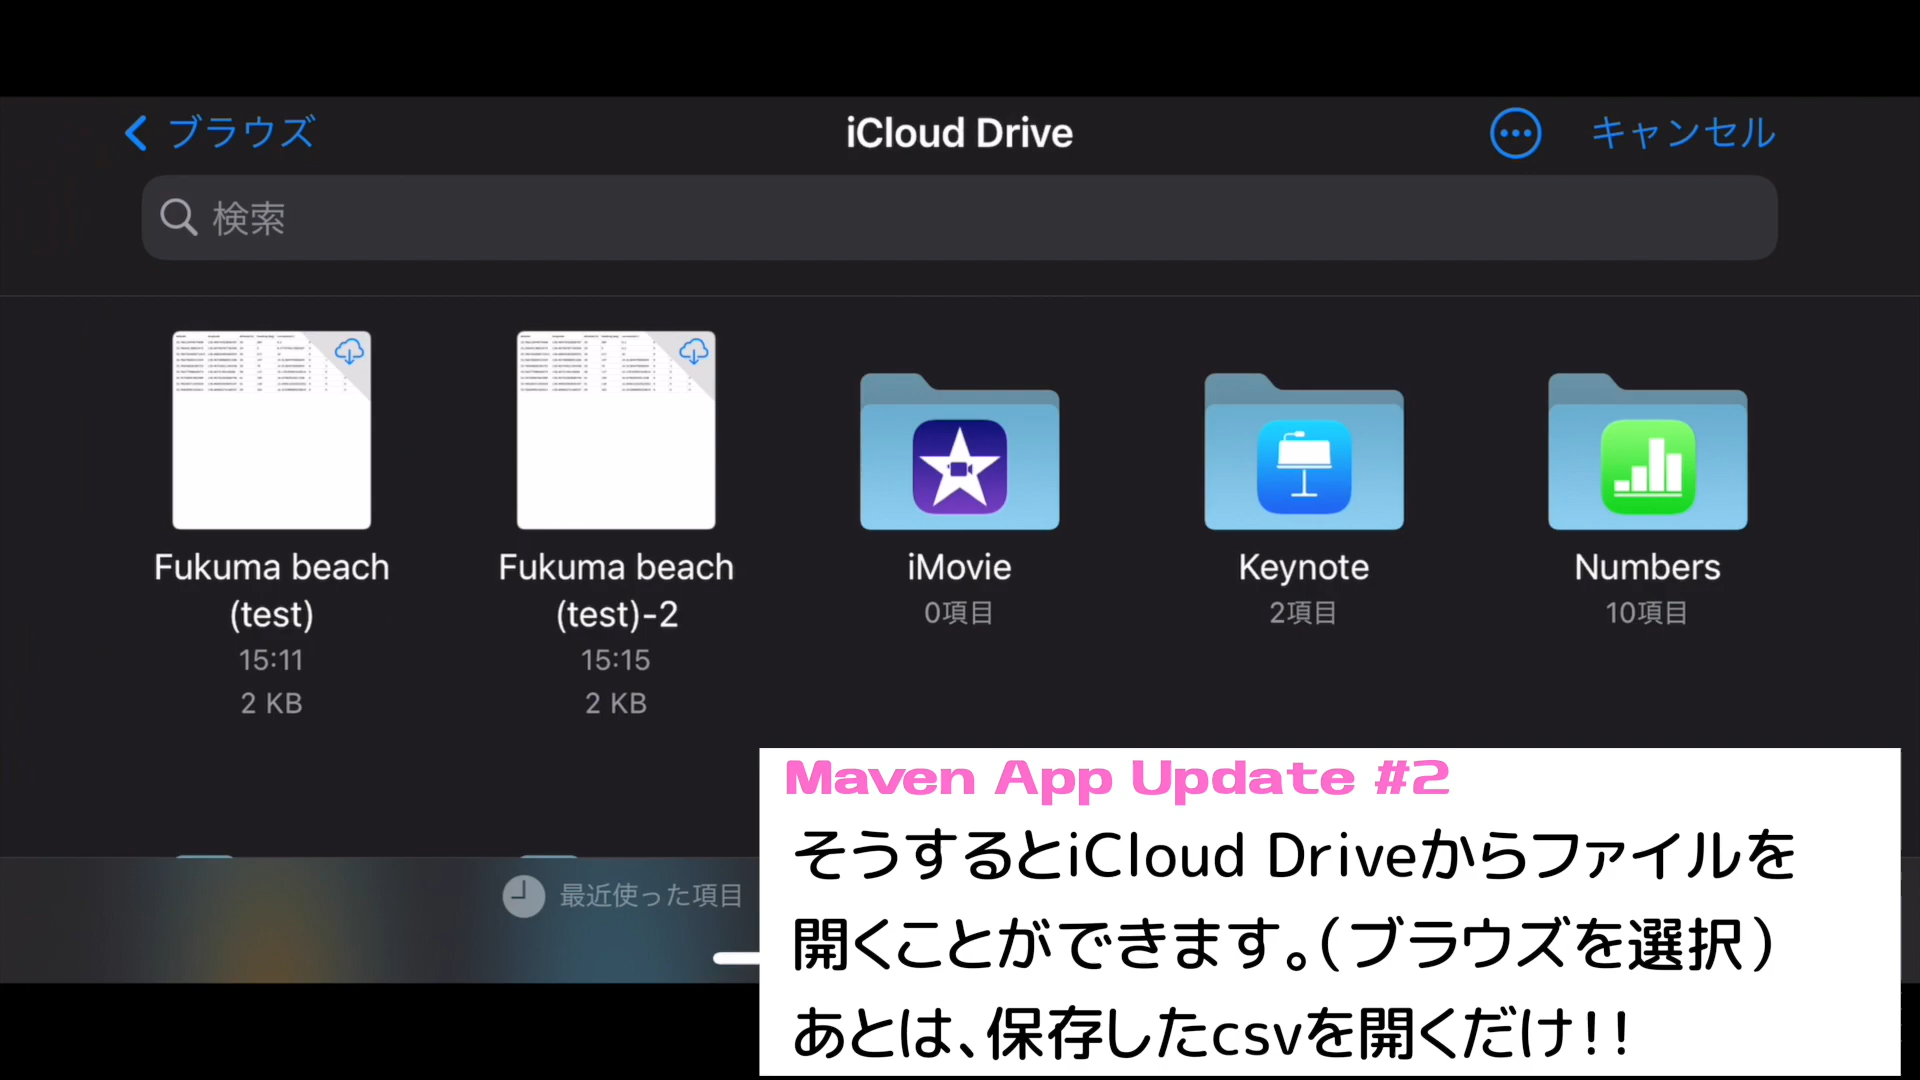 ブラウズ
iCloud Drive
キャンセル
検索
Fukuma beach
(test)
15:11
2 KB
Fukuma beach
(test)-2
15:15
2 KB
iMovie
0項目
Keynote
2項目
Numbers
10項目
最近使った項目
Maven App Update #2
そうするとiCloud Driveからファイルを
開くことができます。（ブラウズを選択）
あとは、保存したcsvを開くだけ！！